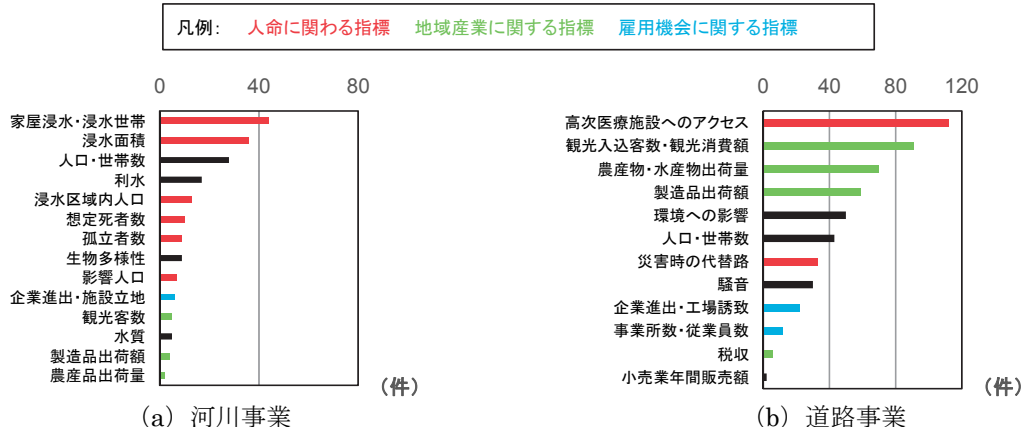 凡例： 人命に関わる指標 地域産業に関する指標 雇用機会に関する指標
0 40 80
家屋浸水・浸水世帯
浸水面積
人口・世帯数
利水
浸水区域内人口
想定死者数
孤立者数
生物多様性
影響人口
企業進出・施設立地
観光客数
水質
製造品出荷額
農産品出荷量
（件）
（a）河川事業
0 40 80 120
高次医療施設へのアクセス
観光入込客数・観光消費額
農産物・水産物出荷量
製造品出荷額
環境への影響
人口・世帯数
災害時の代替路
騒音
企業進出・工場誘致
事業所数・従業員数
税収
小売業年間販売額
（件）
（b）道路事業